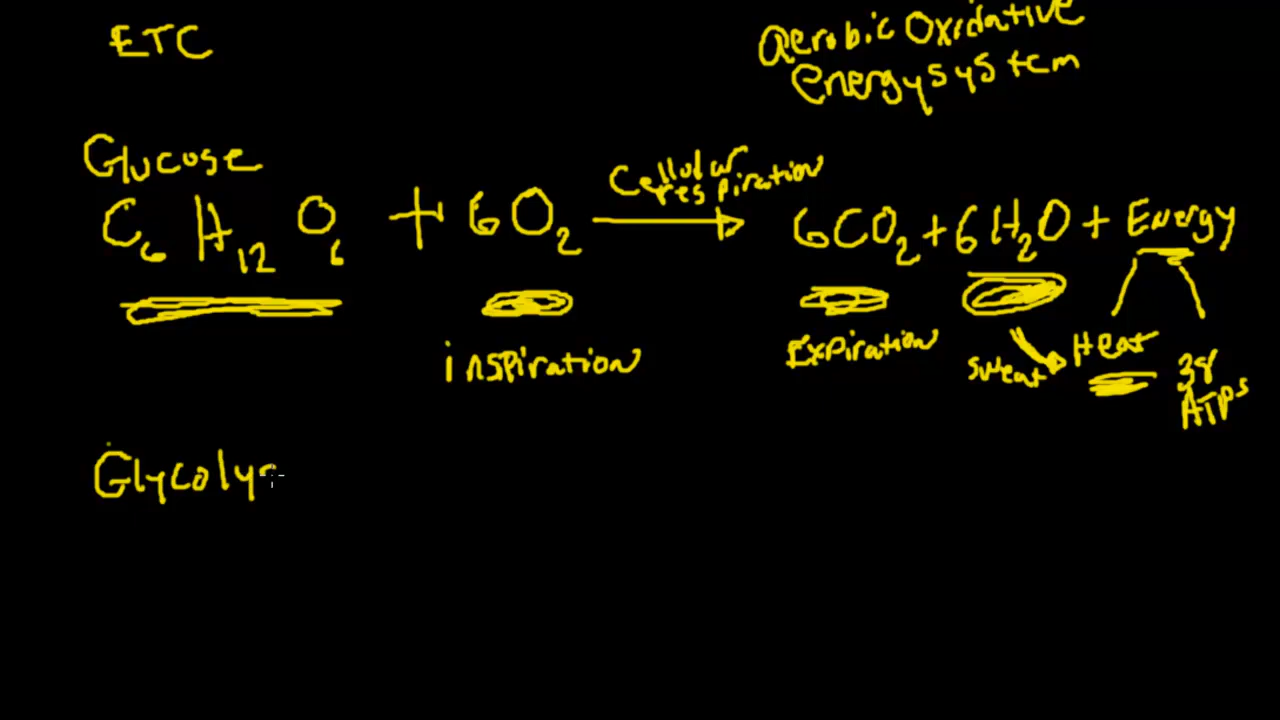 ETC
Aerobic Oxidative
energy system
Glucose
Cellular
respiration
C6 H12 O6 + 6O2 → 6CO2 + 6H2O + Energy
inspiration
Expiration
sweat
Heat
38
ATPs
Glycolys